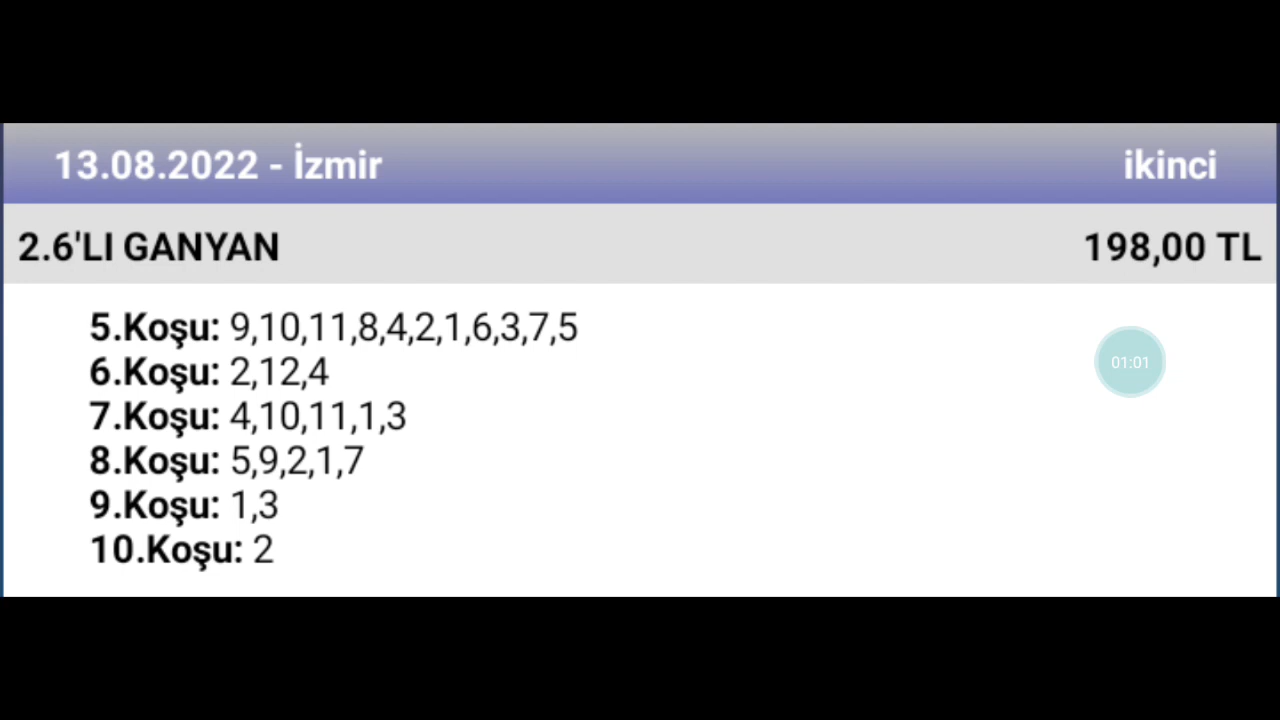 13.08.2022 - İzmir ikinci
2.6'LI GANYAN 198,00 TL
5.Koşu: 9,10,11,8,4,2,1,6,3,7,5
6.Koşu: 2,12,4
01:01
7.Koşu: 4,10,11,1,3
8.Koşu: 5,9,2,1,7
9.Koşu: 1,3
10.Koşu: 2